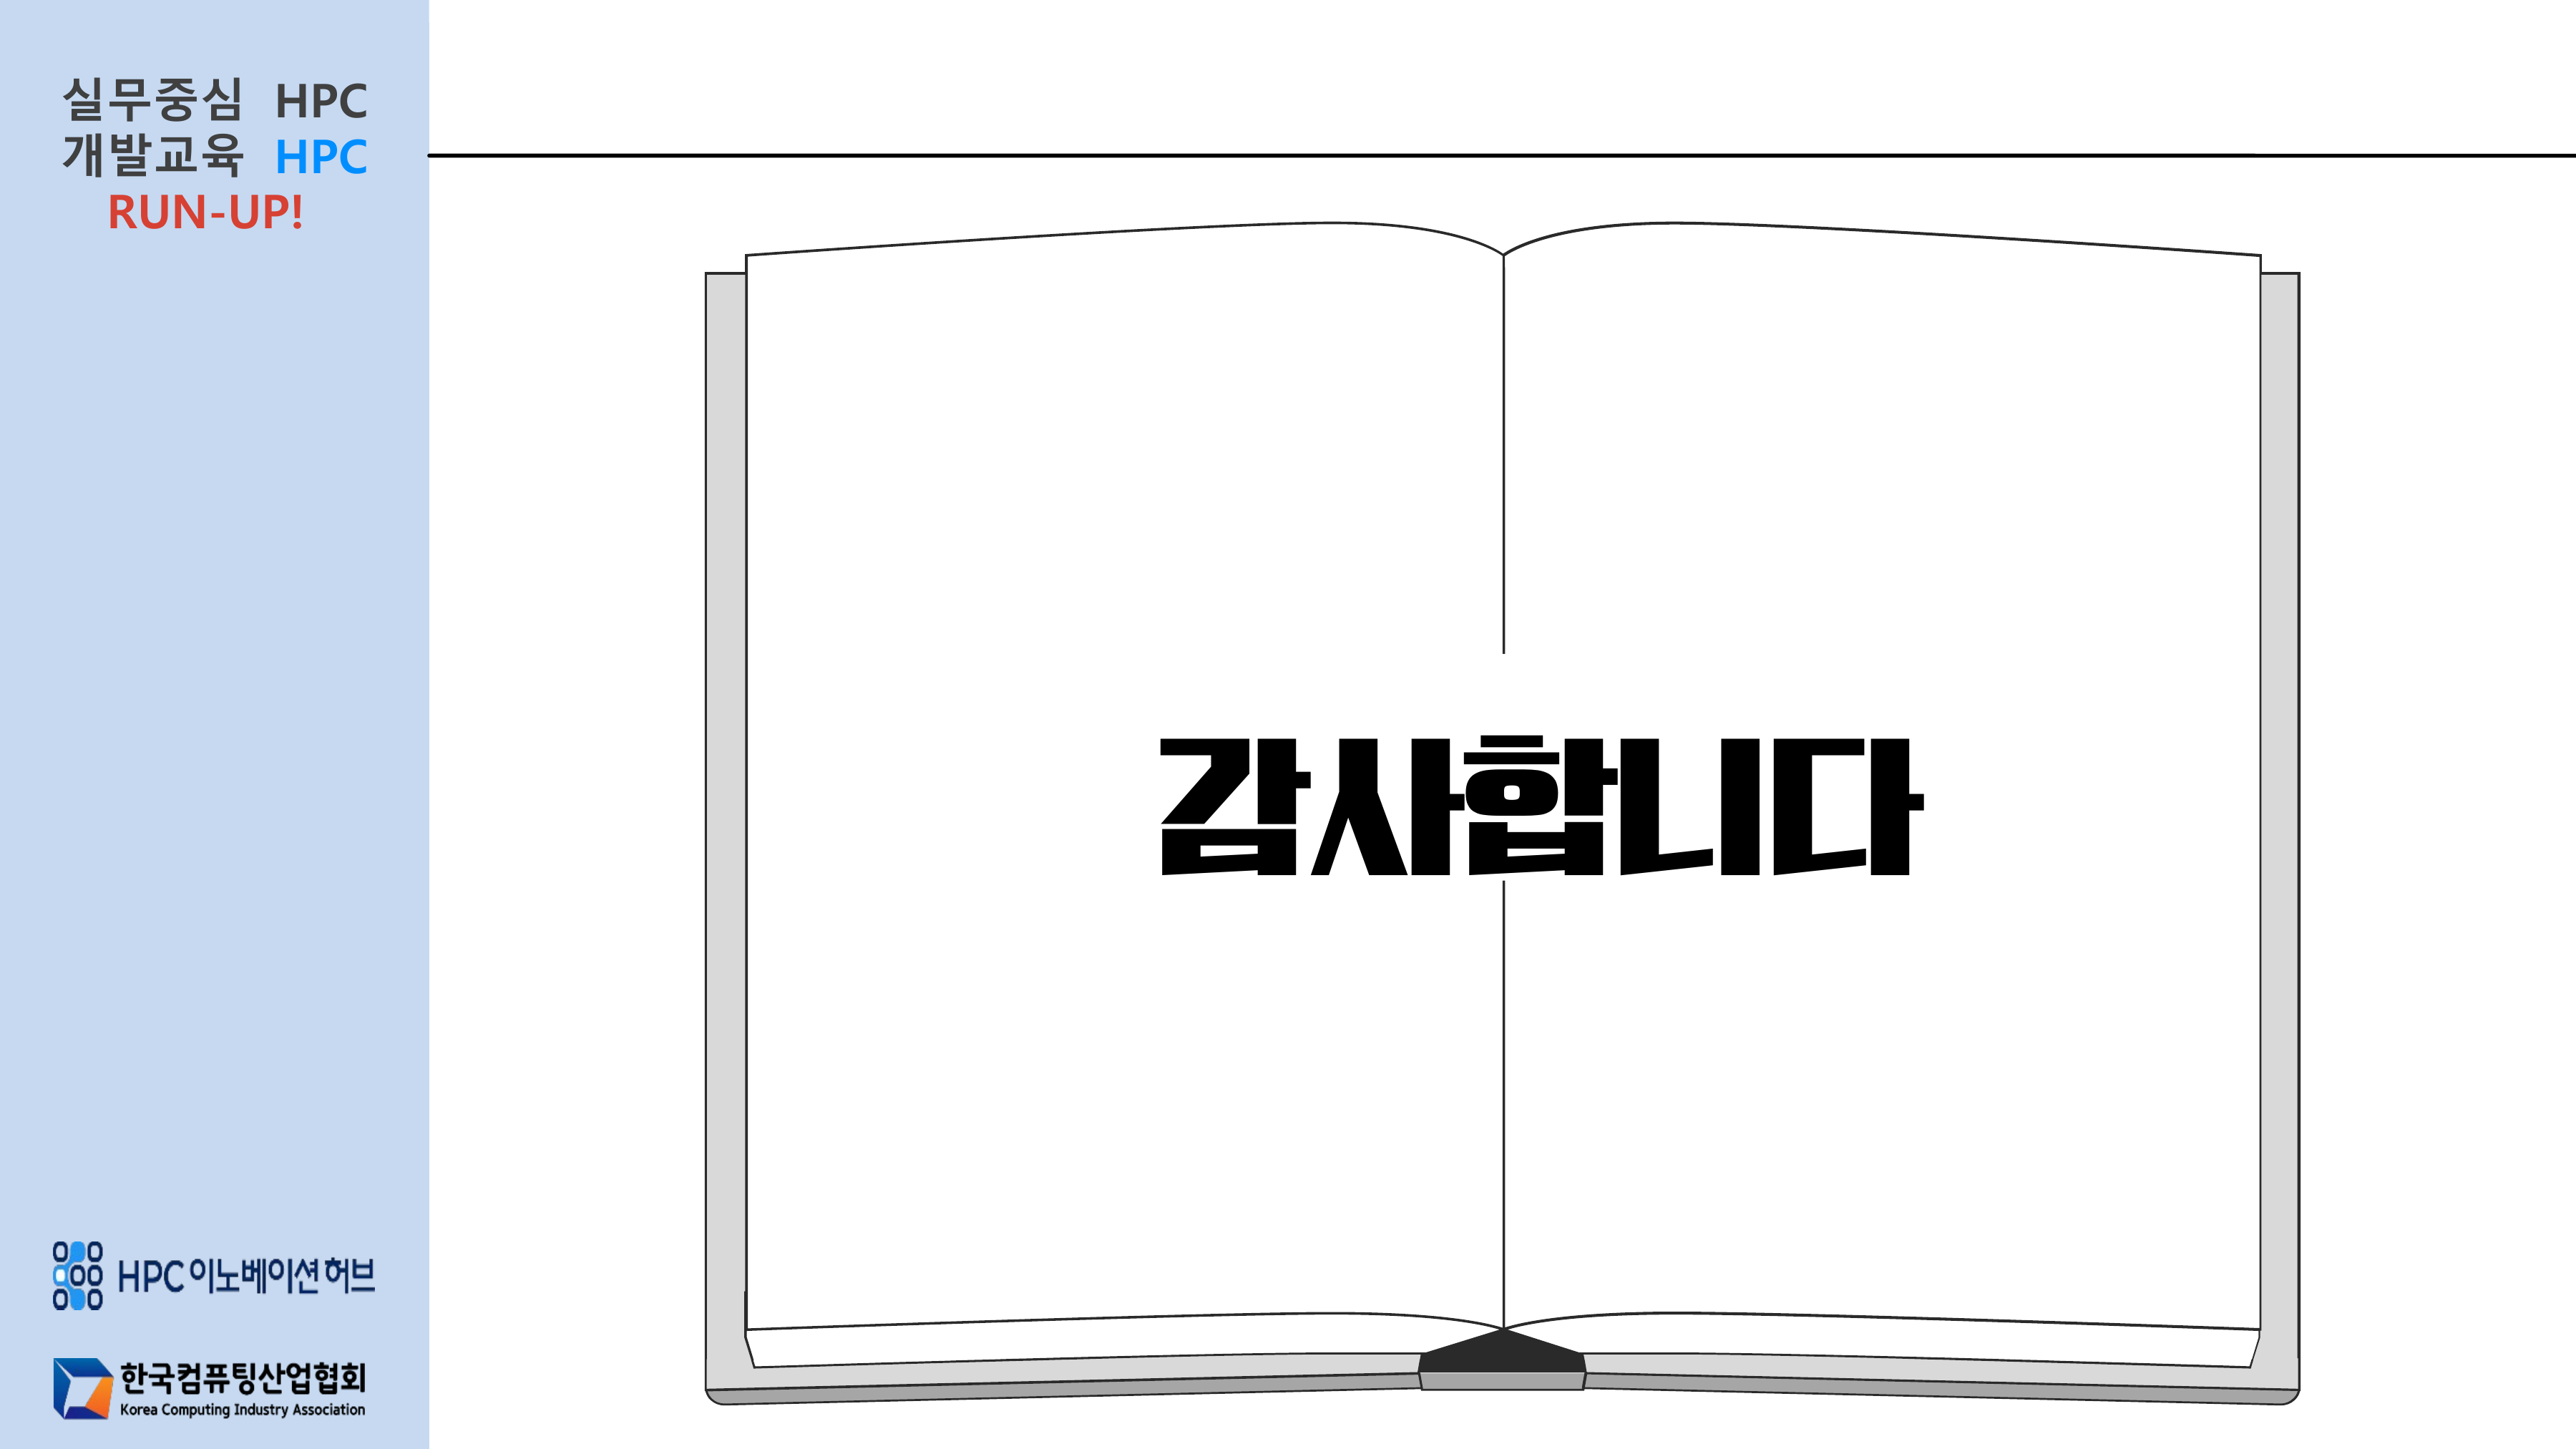 실무중심 HPC
개발교육 HPC
RUN-UP!
감사합니다
HPC 이노베이션 허브
한국컴퓨팅산업협회
Korea Computing Industry Association